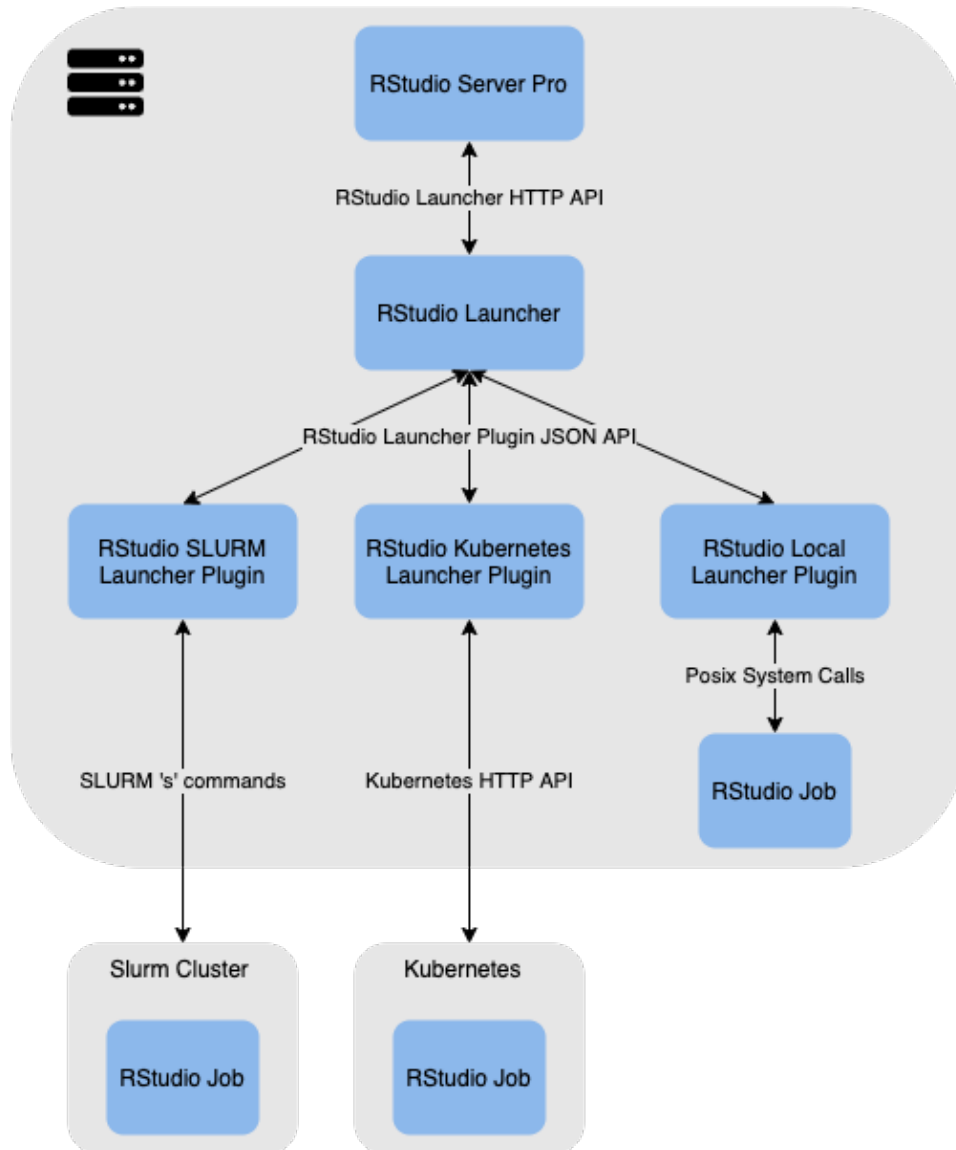 RStudio Server Pro
RStudio Launcher HTTP API
RStudio Launcher
RStudio Launcher Plugin JSON API
RStudio SLURM
Launcher Plugin
RStudio Kubernetes
Launcher Plugin
RStudio Local
Launcher Plugin
Posix System Calls
SLURM 's' commands
Kubernetes HTTP API
RStudio Job
Slurm Cluster
Kubernetes
RStudio Job
RStudio Job